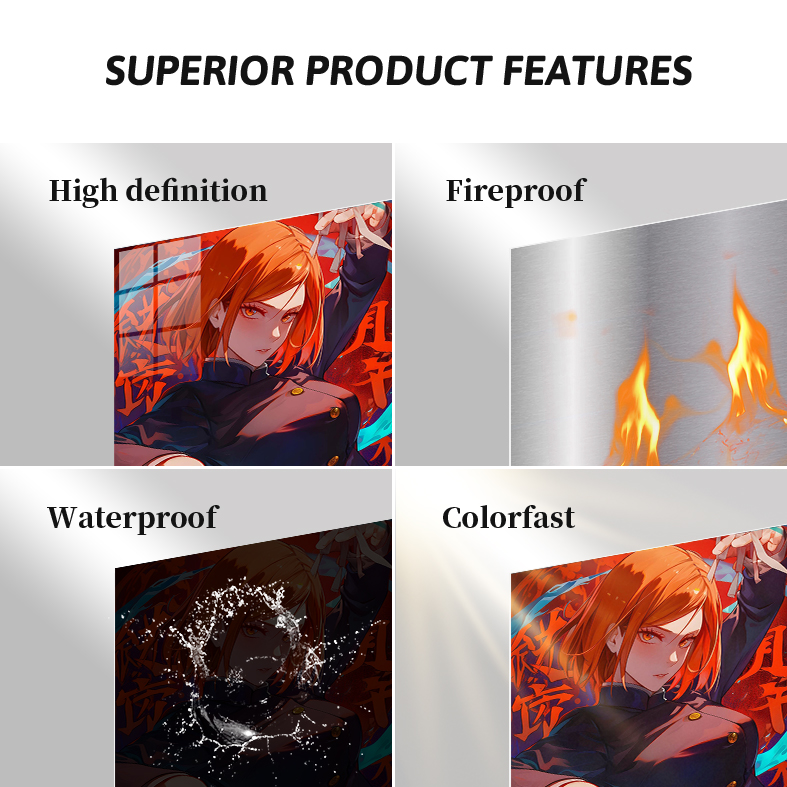 SUPERIOR PRODUCT FEATURES
High definition
Fireproof
Waterproof
Colorfast